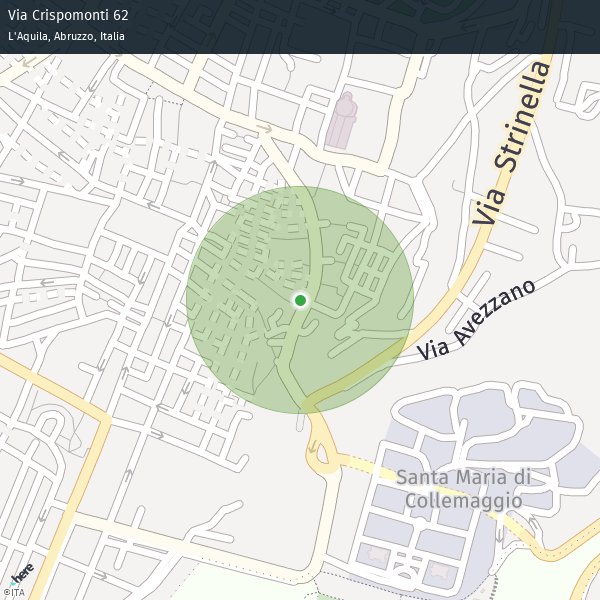 Via Crispomonti 62
L'Aquila, Abruzzo, Italia
Via Strinella
Via Avezzano
Santa Maria di
Collemaggio
here
©ITA